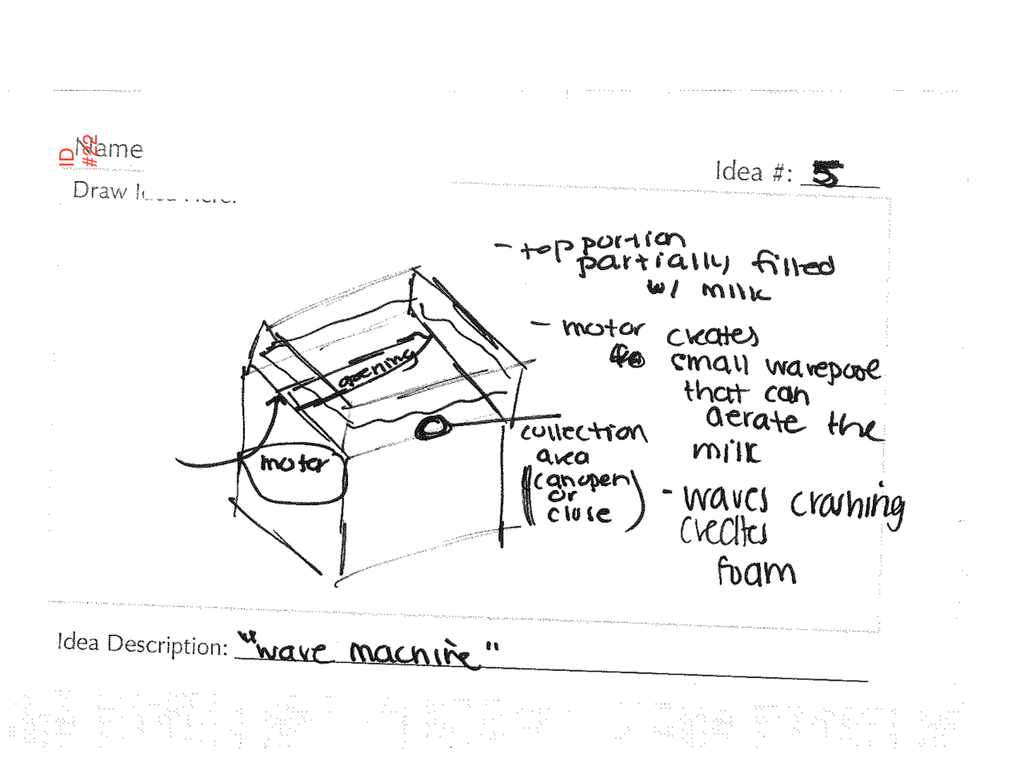 ID
#22
Name
Idea #: 5
Draw Idea Here:
- top portion
partially filled
w/ milk
- motor creates
small wavepool
that can
aerate the
milk
- waves crashing
creates
foam
opening
motor
collection
area
(can open
or
close)
Idea Description: "wave machine"